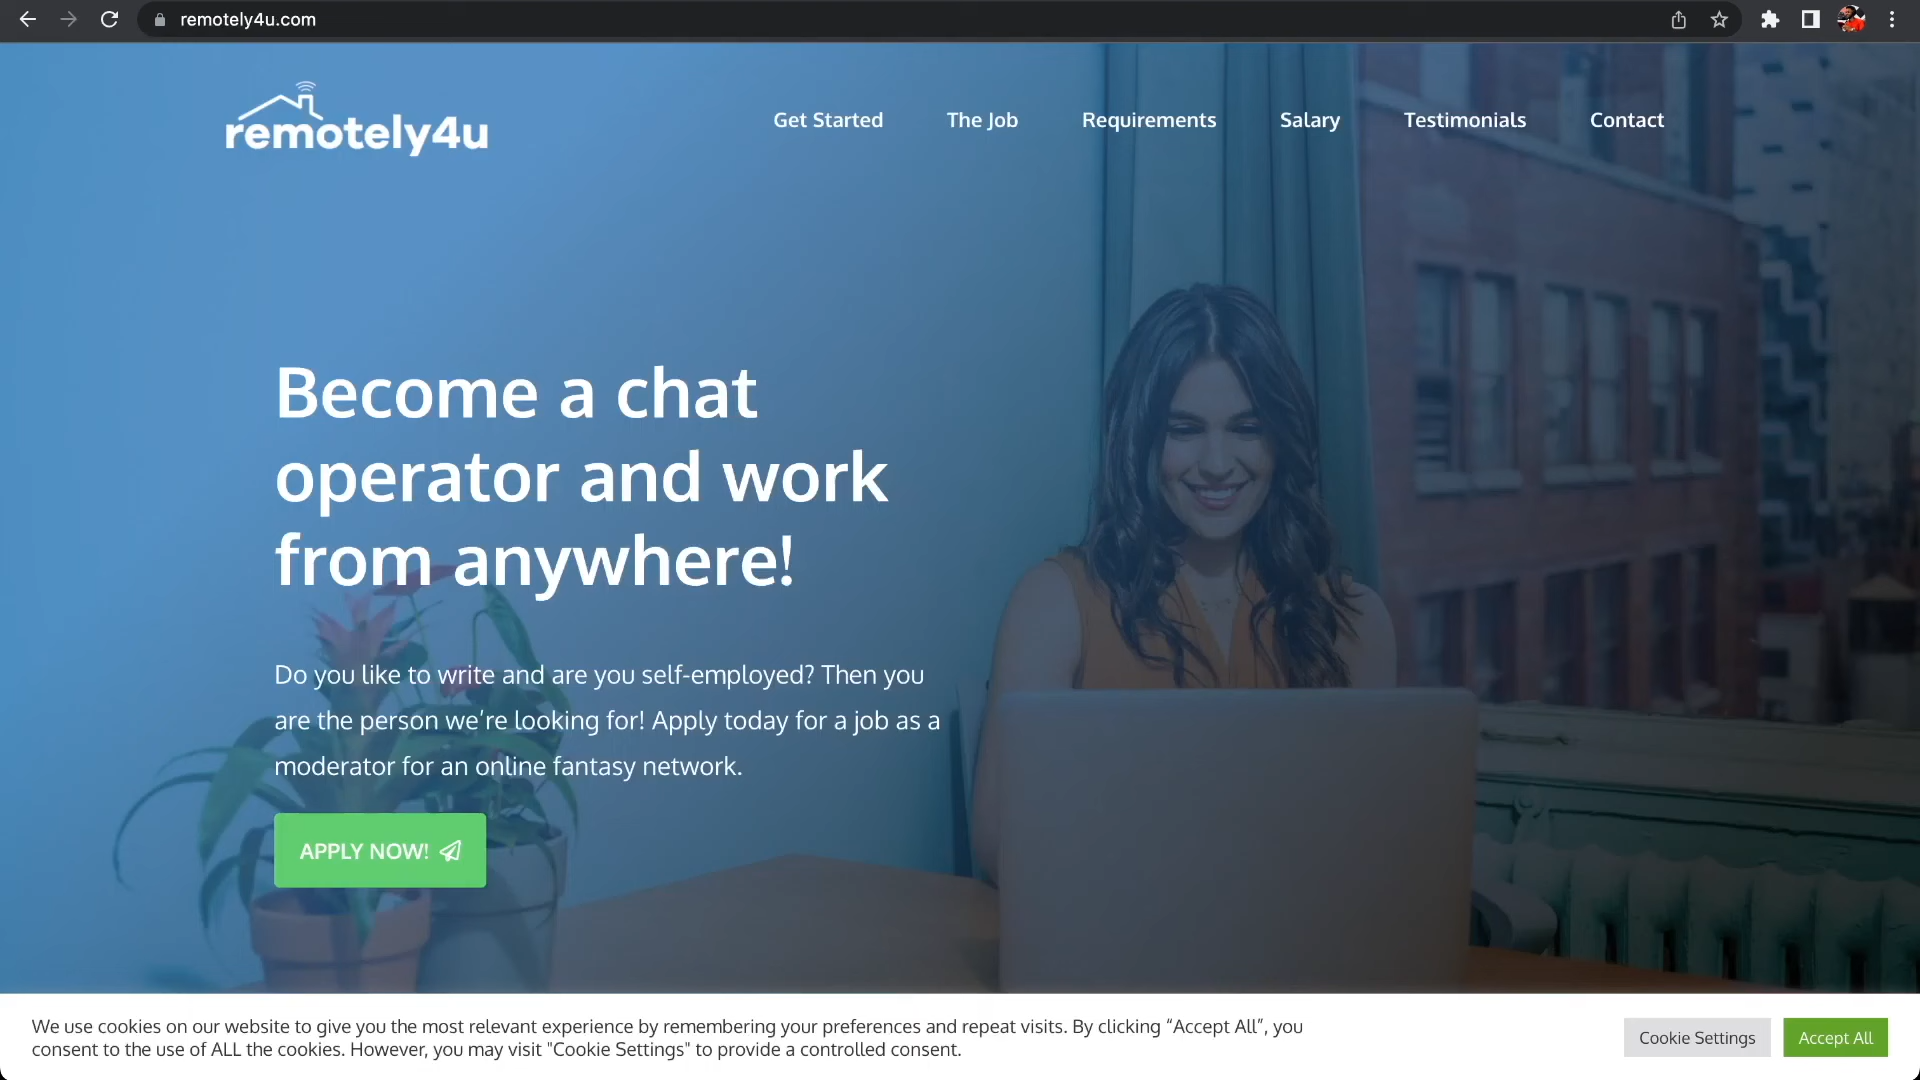 remotely4u.com
remotely4u
Get Started
The Job
Requirements
Salary
Testimonials
Contact
Become a chat
operator and work
from anywhere!
Do you like to write and are you self-employed? Then you
are the person we’re looking for! Apply today for a job as a
moderator for an online fantasy network.
APPLY NOW!
We use cookies on our website to give you the most relevant experience by remembering your preferences and repeat visits. By clicking “Accept All”, you
consent to the use of ALL the cookies. However, you may visit "Cookie Settings" to provide a controlled consent.
Cookie Settings
Accept All